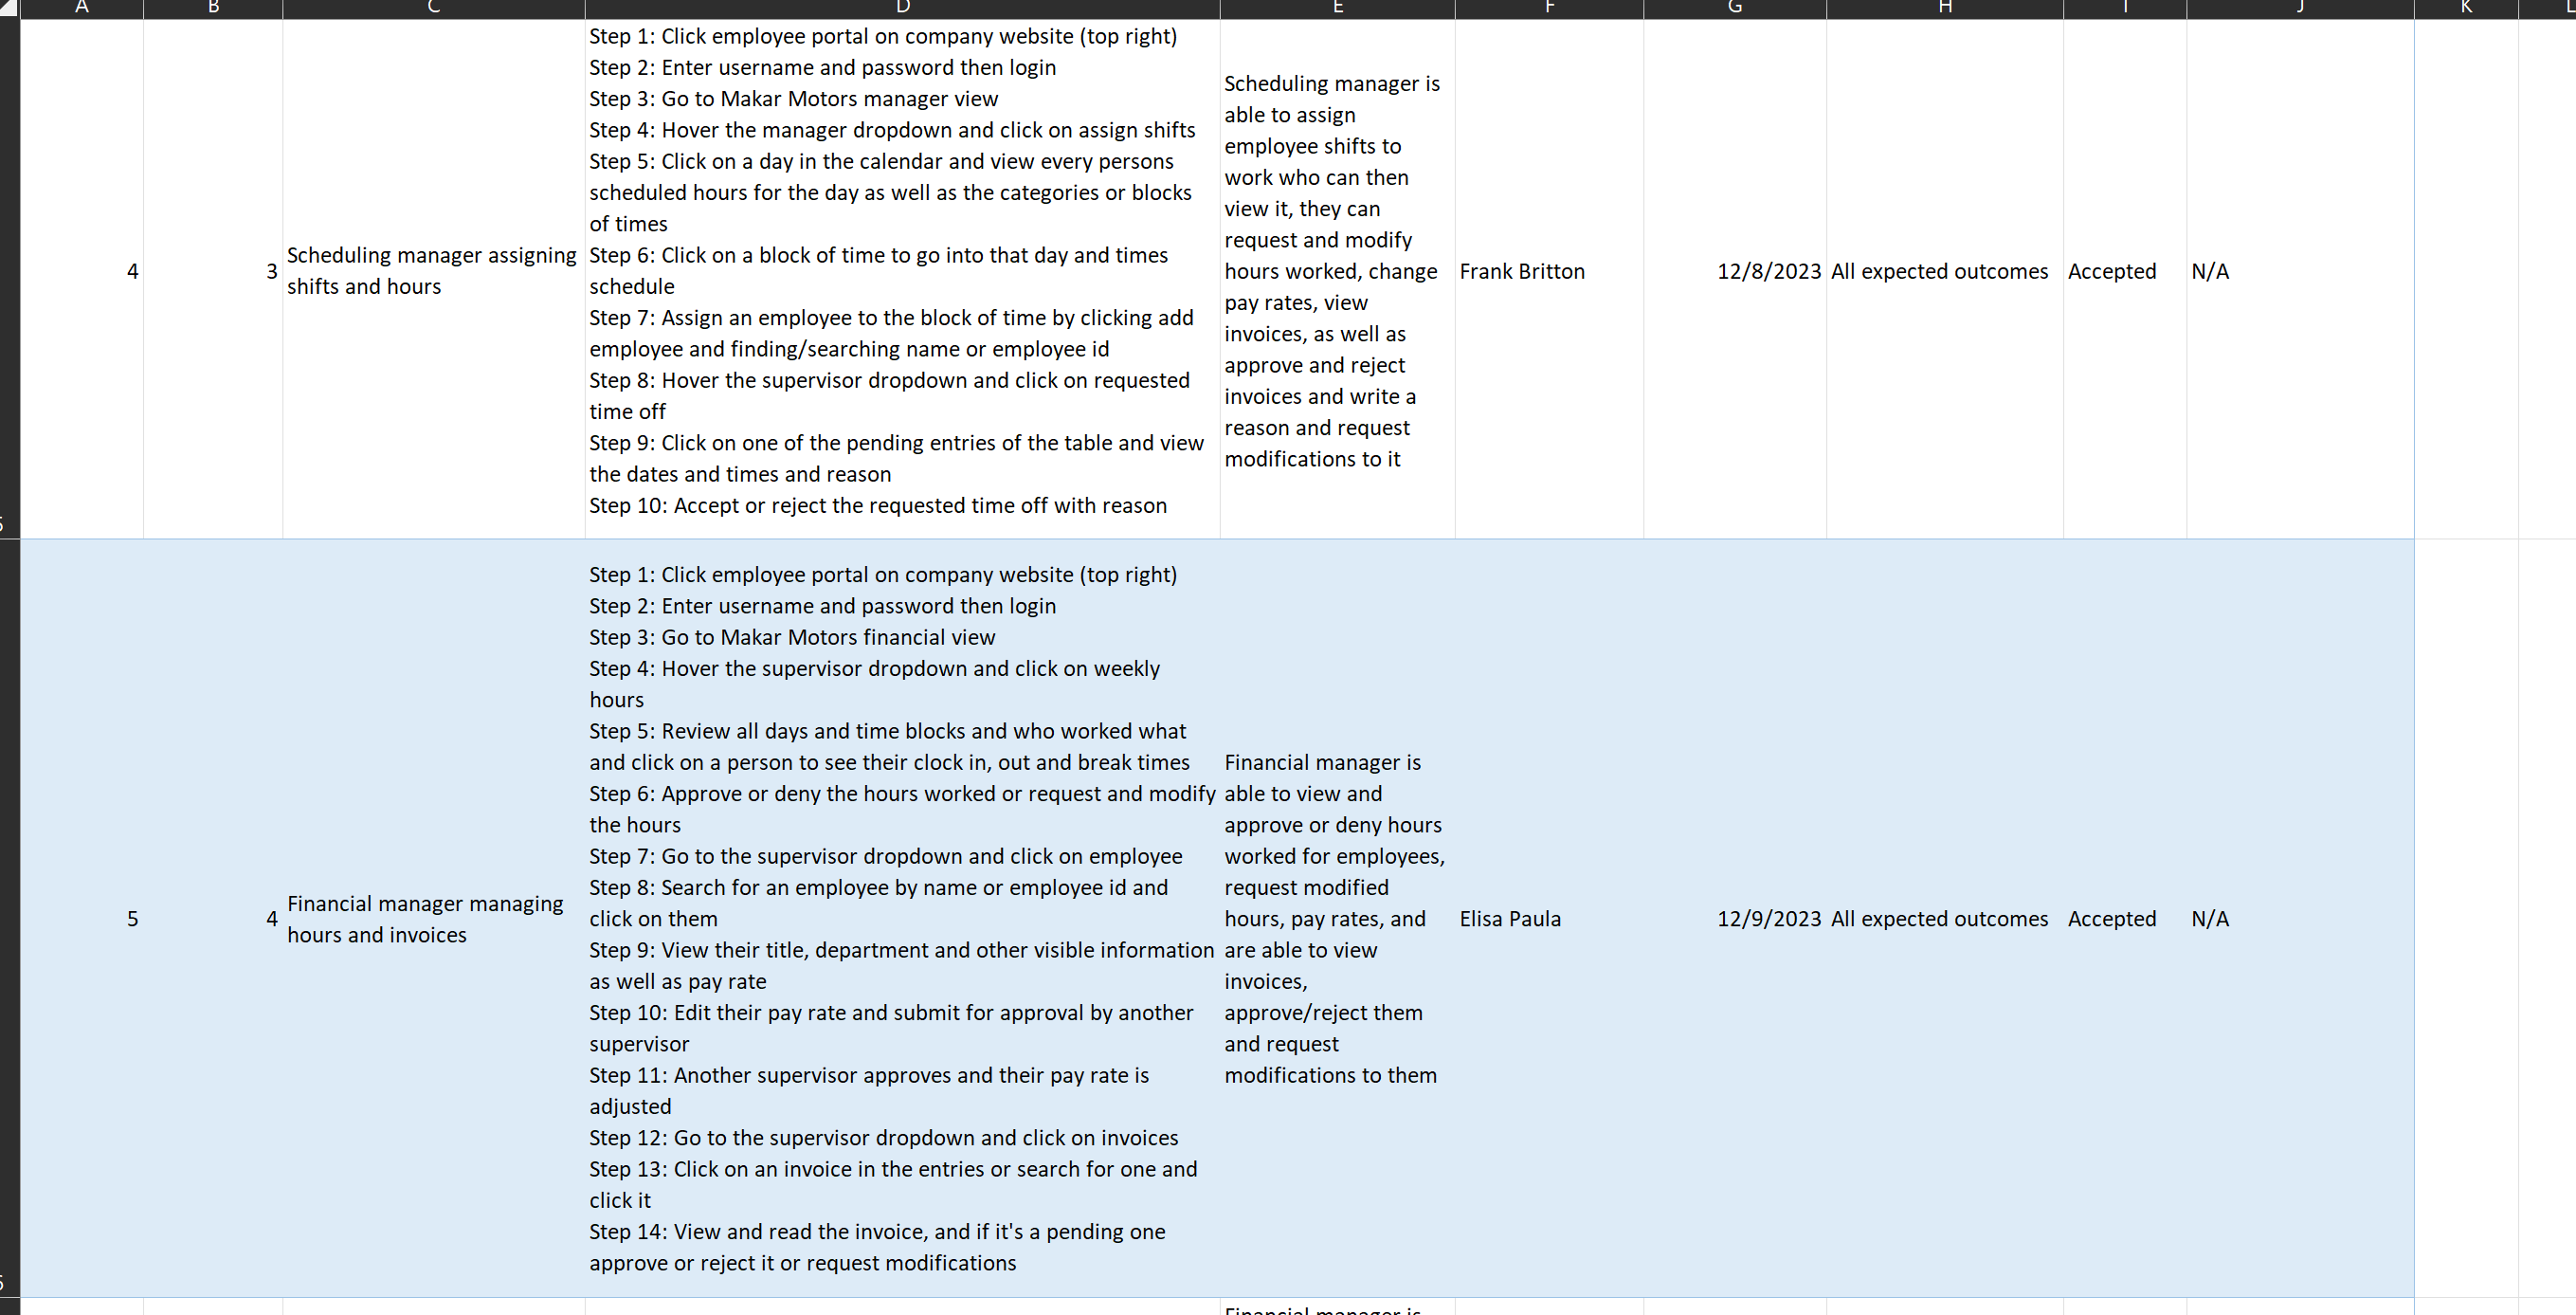 A B C D E F G H I J K L
Step 1: Click employee portal on company website (top right)
Step 2: Enter username and password then login
Step 3: Go to Makar Motors manager view
Step 4: Hover the manager dropdown and click on assign shifts
Step 5: Click on a day in the calendar and view every persons
scheduled hours for the day as well as the categories or blocks
of times
Step 6: Click on a block of time to go into that day and times
schedule
Step 7: Assign an employee to the block of time by clicking add
employee and finding/searching name or employee id
Step 8: Hover the supervisor dropdown and click on requested
time off
Step 9: Click on one of the pending entries of the table and view
the dates and times and reason
Step 10: Accept or reject the requested time off with reason
4
3
Scheduling manager assigning
shifts and hours
Scheduling manager is
able to assign
employee shifts to
work who can then
view it, they can
request and modify
hours worked, change
pay rates, view
invoices, as well as
approve and reject
invoices and write a
reason and request
modifications to it
Frank Britton
12/8/2023
All expected outcomes
Accepted
N/A
5
4
Financial manager managing
hours and invoices
Step 1: Click employee portal on company website (top right)
Step 2: Enter username and password then login
Step 3: Go to Makar Motors financial view
Step 4: Hover the supervisor dropdown and click on weekly
hours
Step 5: Review all days and time blocks and who worked what
and click on a person to see their clock in, out and break times
Step 6: Approve or deny the hours worked or request and modify
the hours
Step 7: Go to the supervisor dropdown and click on employee
Step 8: Search for an employee by name or employee id and
click on them
Step 9: View their title, department and other visible information
as well as pay rate
Step 10: Edit their pay rate and submit for approval by another
supervisor
Step 11: Another supervisor approves and their pay rate is
adjusted
Step 12: Go to the supervisor dropdown and click on invoices
Step 13: Click on an invoice in the entries or search for one and
click it
Step 14: View and read the invoice, and if it's a pending one
approve or reject it or request modifications
Financial manager is
able to view and
approve or deny hours
worked for employees,
request modified
hours, pay rates, and
are able to view
invoices,
approve/reject them
and request
modifications to them
Elisa Paula
12/9/2023
All expected outcomes
Accepted
N/A
Financial manager is